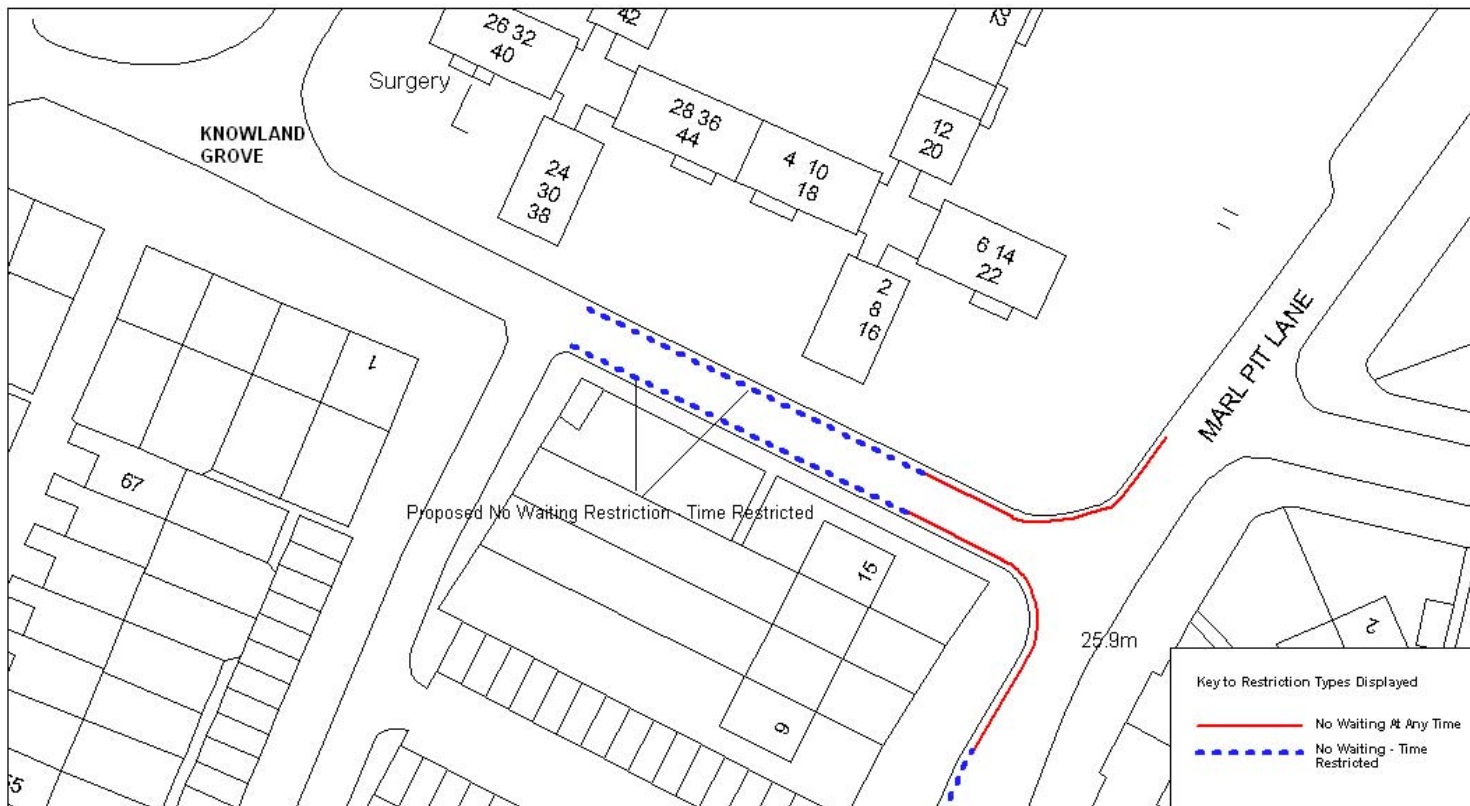 42
26 32
40
Surgery
KNOWLAND
GROVE
28 36
44
4 10
18
12
20
24
30
38
6 14
22
2
8
16
MARL PIT LANE
1
67
Proposed No Waiting Restriction - Time Restricted
15
9
25.9m
2
Key to Restriction Types Displayed
No Waiting At Any Time
No Waiting - Time
Restricted